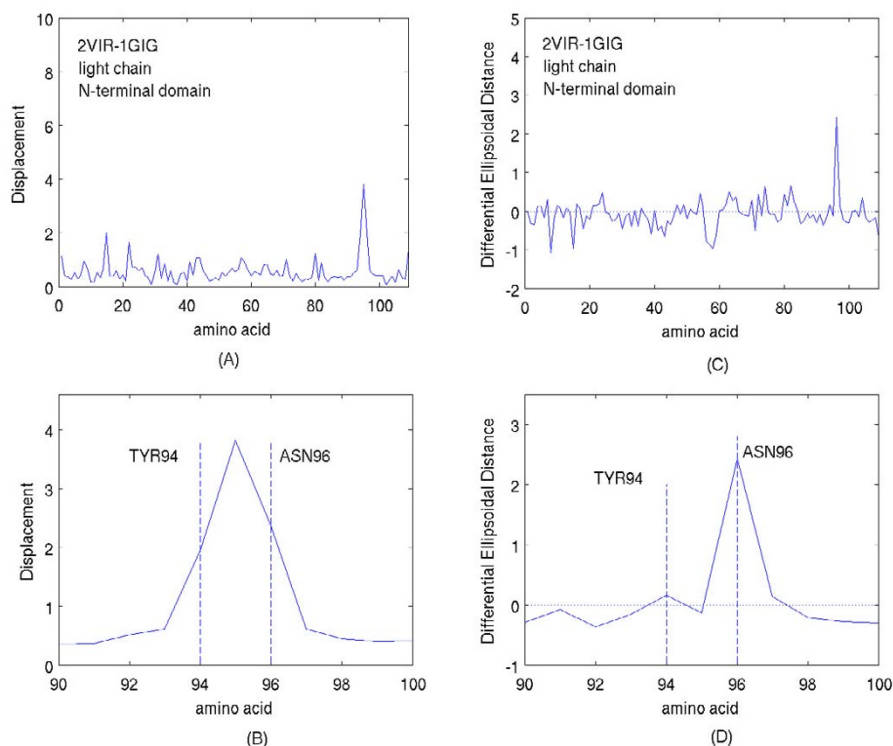 10
8
6
4
2
0
Displacement
2VIR-1GIG
light chain
N-terminal domain
0 20 40 60 80 100
amino acid
(A)
5
4
3
2
1
0
-1
-2
Differential Ellipsoidal Distance
2VIR-1GIG
light chain
N-terminal domain
0 20 40 60 80 100
amino acid
(C)
4
3
2
1
0
Displacement
TYR94 ASN96
90 92 94 96 98 100
amino acid
(B)
3
2
1
0
-1
Differential Ellipsoidal Distance
ASN96
TYR94
90 92 94 96 98 100
amino acid
(D)